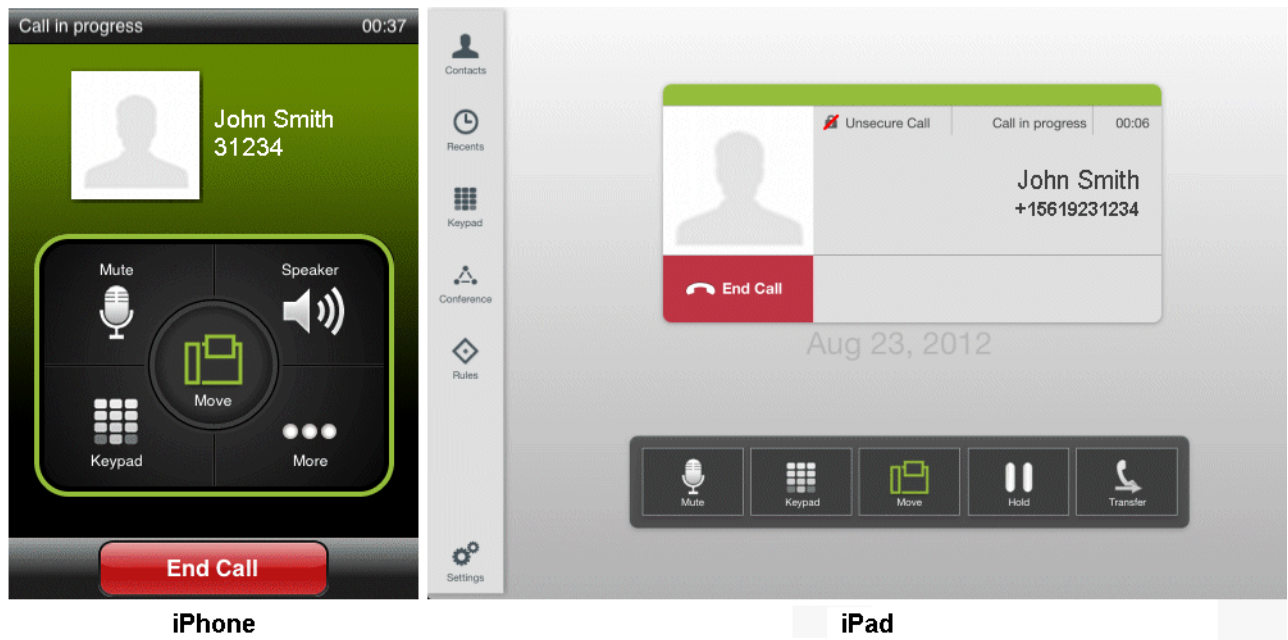 Call in progress 00:37
John Smith
31234
Mute Speaker
Move
Keypad More
End Call
iPhone
Contacts
Recents
Keypad
Conference
Rules
Settings
Unsecure Call Call in progress 00:06
John Smith
+15619231234
End Call
Aug 23, 2012
Mute Keypad Move Hold Transfer
iPad